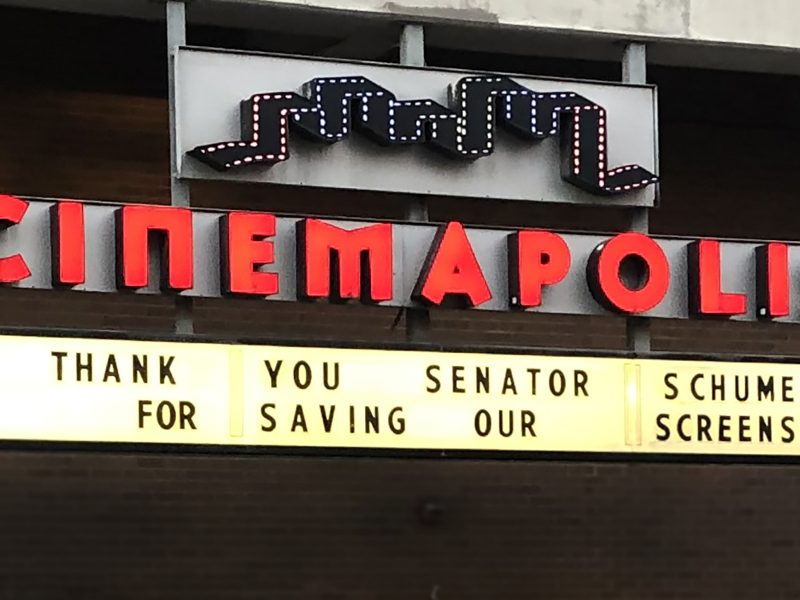 CINEMAPOLI
THANK YOU SENATOR SCHUME
FOR SAVING OUR SCREENS